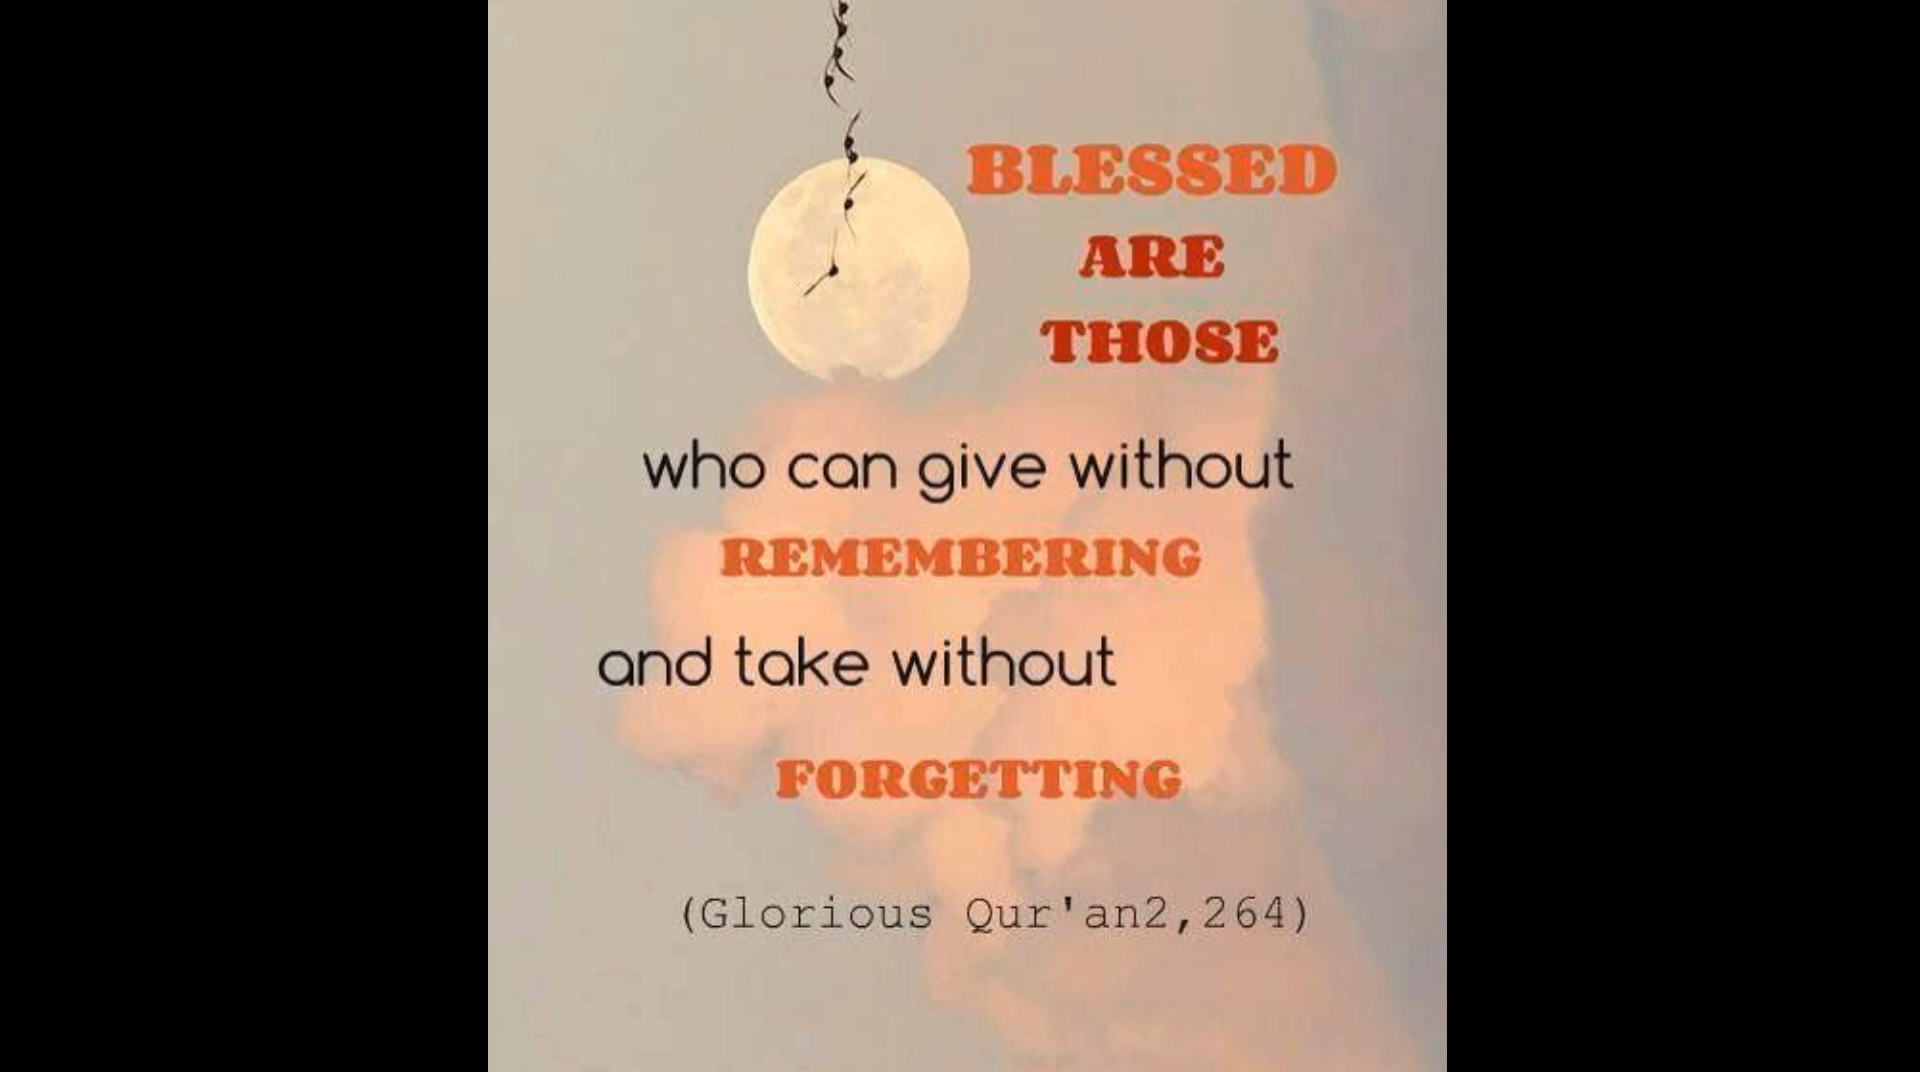 BLESSED
ARE
THOSE
who can give without
REMEMBERING
and take without
FORGETTING
(Glorious Qur'an2,264)